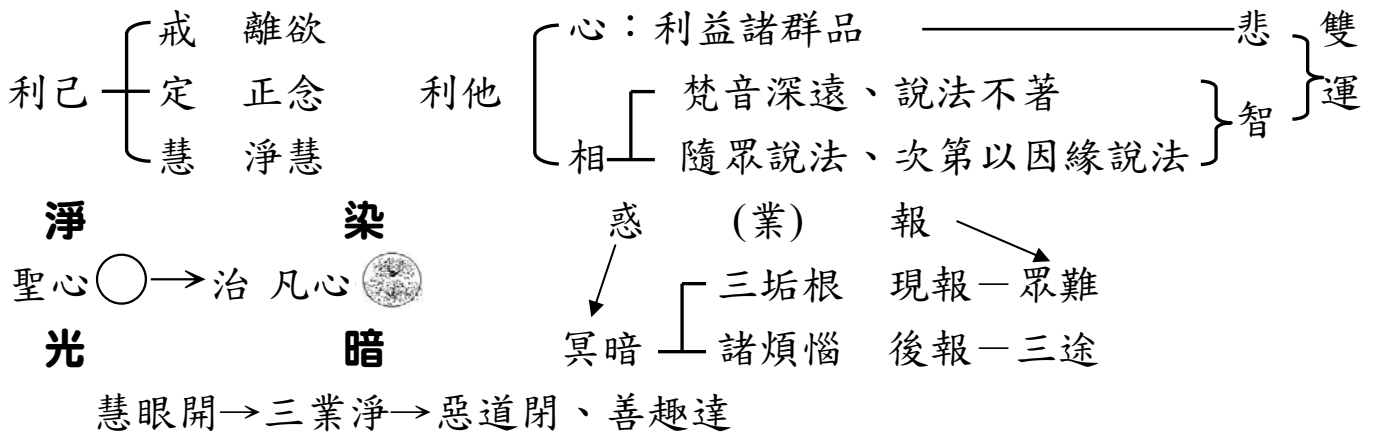 戒 離欲 心：利益諸群品 悲 雙
利己 定 正念 利他 梵音深遠、說法不著 智 運
慧 淨慧 相 隨眾說法、次第以因緣說法
淨 染 惑 (業) 報
聖心 → 治 凡心 三垢根 現報－眾難
光 暗 冥暗 諸煩惱 後報－三途
慧眼開→三業淨→惡道閉、善趣達